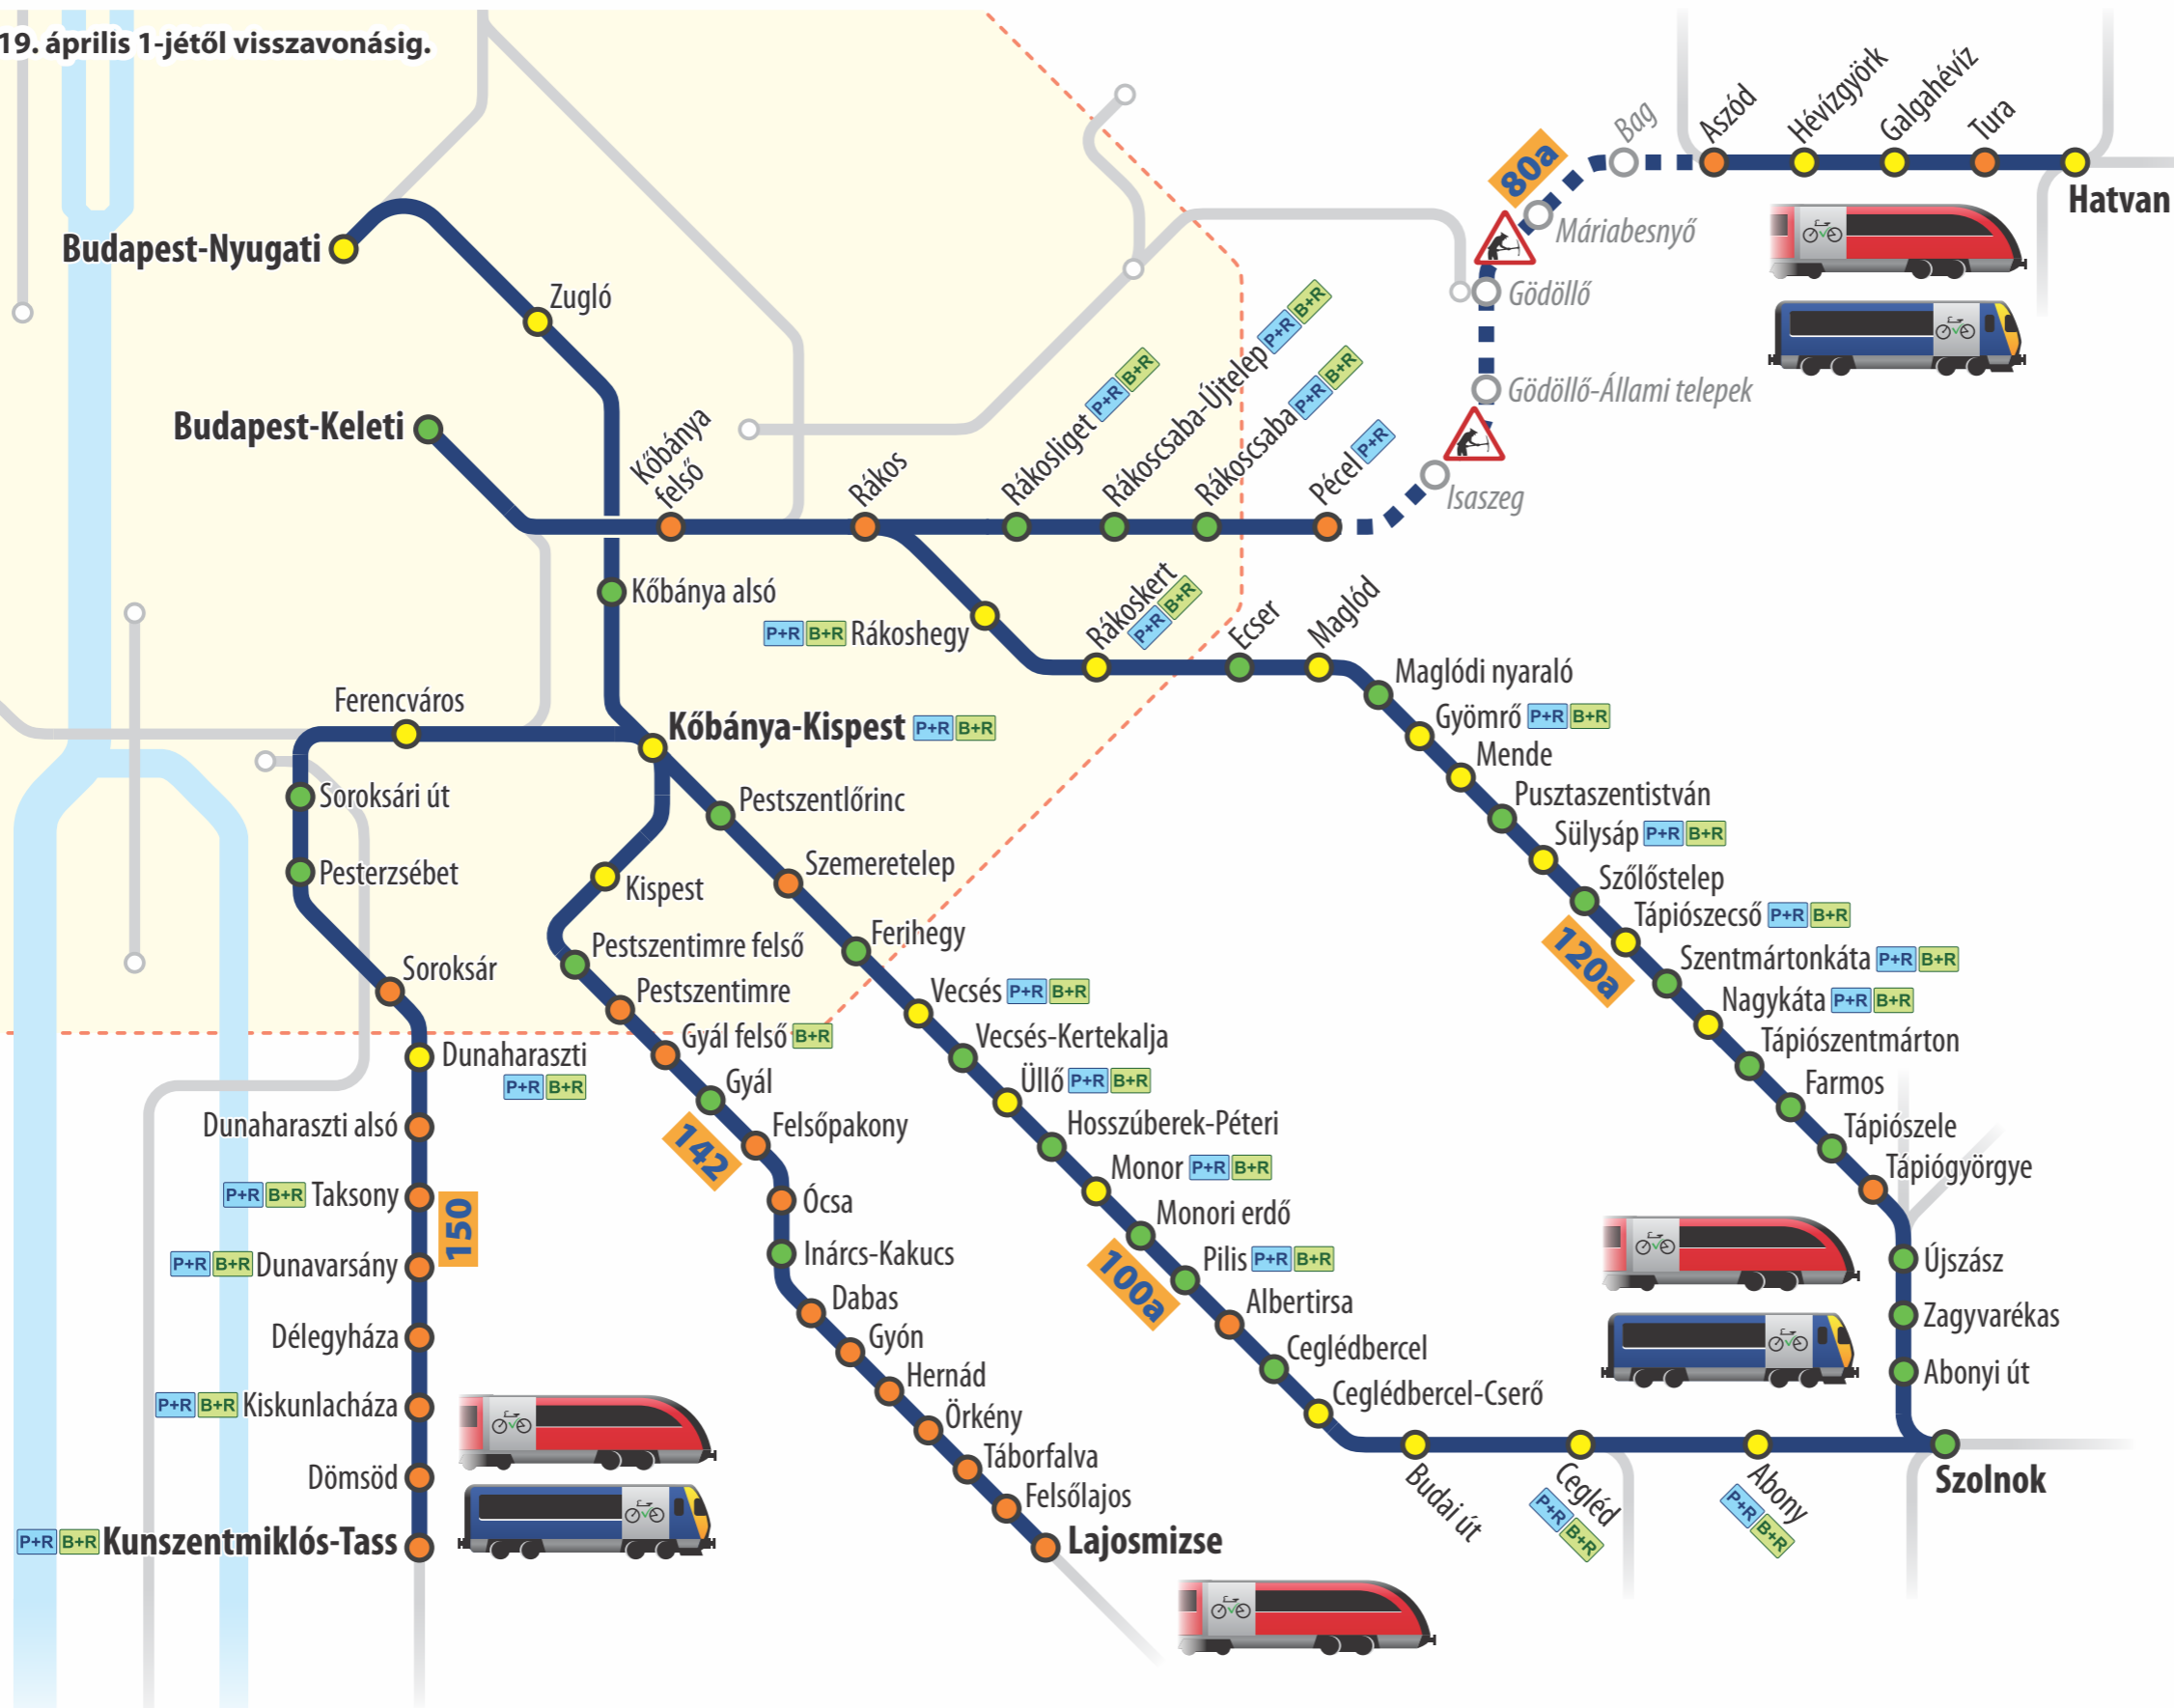 19. április 1-jétől visszavonásig.
Budapest-Nyugati
Zugló
Budapest-Keleti
Kőbánya
felső
Rákos
Rákosliget P+R B+R
Rákoscsaba-Újtelep P+R B+R
Rákoscsaba P+R B+R
Pécel P+R
Isaszeg
Gödöllő-Állami telepek
Gödöllő
Máriabesnyő
80a
Bag
Aszód
Hévízgyörk
Galgahévíz
Tura
Hatvan
Kőbánya alsó
P+R B+R Rákoshegy
Rákoskert
P+R B+R
Ecser
Maglód
Maglódi nyaraló
Gyömrő P+R B+R
Mende
Pusztaszentistván
Sülysáp P+R B+R
Szőlőstelep
Tápiószecső P+R B+R
120a
Szentmártonkáta P+R B+R
Nagykáta P+R B+R
Tápiószentmárton
Farmos
Tápiószele
Tápiógyörgye
Újszász
Zagyvarékas
Abonyi út
Szolnok
Ferencváros
Kőbánya-Kispest P+R B+R
Soroksári út
Pesterzsébet
Soroksár
Dunaharaszti
P+R B+R
Dunaharaszti alsó
P+R B+R Taksony
150
P+R B+R Dunavarsány
Délegyháza
P+R B+R Kiskunlacháza
Dömsöd
P+R B+R Kunszentmiklós-Tass
Kispest
Pestszentimre felső
Pestszentimre
Gyál felső B+R
Gyál
142
Felsőpakony
Ócsa
Inárcs-Kakucs
Dabas
Gyón
Hernád
Örkény
Táborfalva
Felsőlajos
Lajosmizse
Pestszentlőrinc
Szemeretelep
Ferihegy
Vecsés P+R B+R
Vecsés-Kertekalja
Üllő P+R B+R
Hosszúberek-Péteri
Monor P+R B+R
Monori erdő
100a
Pilis P+R B+R
Albertirsa
Ceglédbercel
Ceglédbercel-Cserő
Budai út
Cegléd
P+R B+R
Abony
P+R B+R